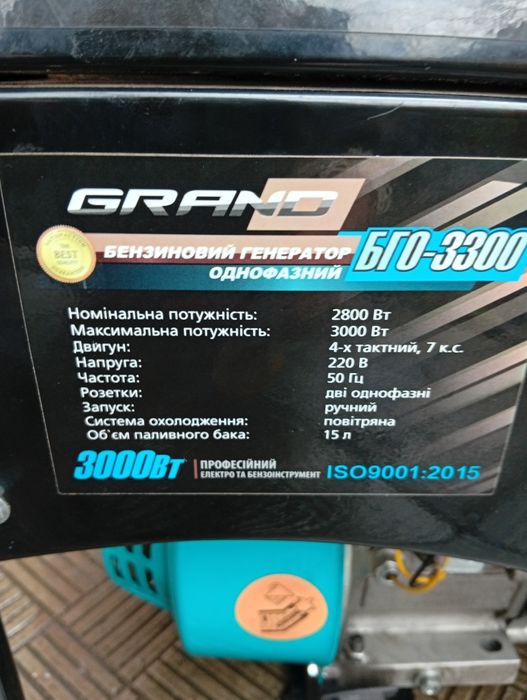 GRAND
THE
BEST
БЕНЗИНОВИЙ ГЕНЕРАТОР
ОДНОФАЗНИЙ
БГО-3300
Номінальна потужність: 2800 Вт
Максимальна потужність: 3000 Вт
Двигун: 4-х тактний, 7 к.с.
Напруга: 220 В
Частота: 50 Гц
Розетки: дві однофазні
Запуск: ручний
Система охолодження: повітряна
Об`єм паливного бака: 15 л
3000Вт
ПРОФЕСІЙНИЙ
ЕЛЕКТРО ТА БЕНЗОІНСТРУМЕНТ
ISO9001:2015